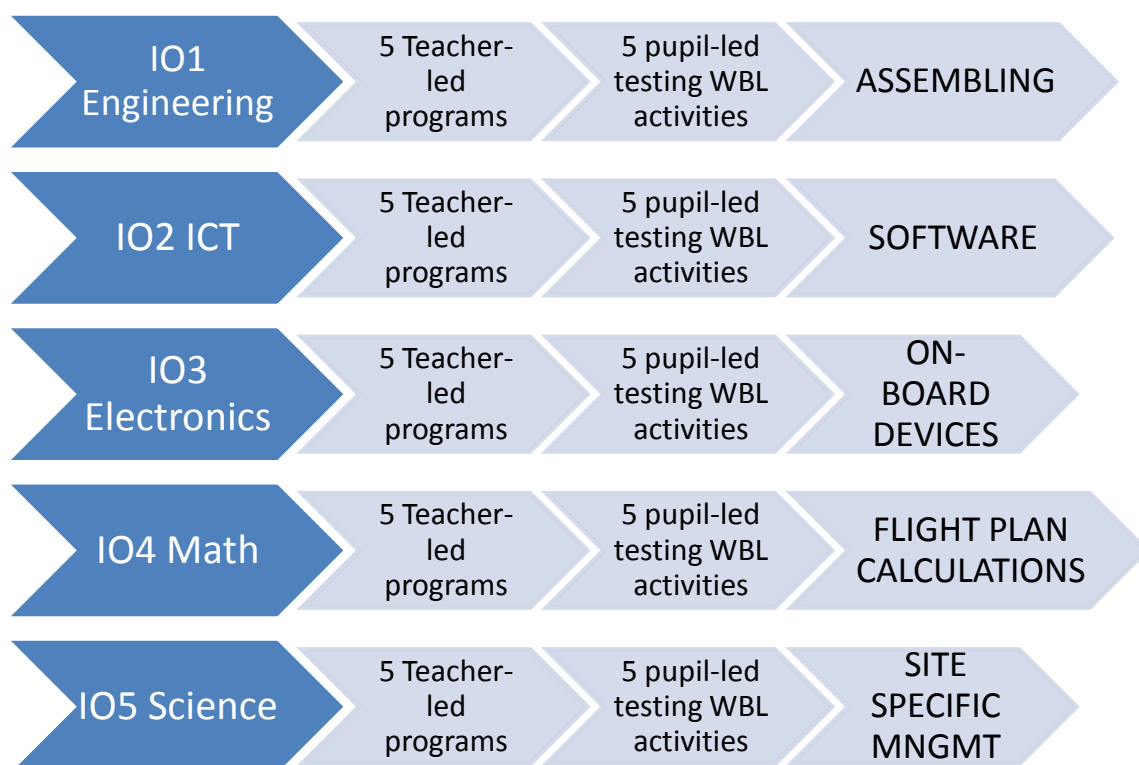 IO1
Engineering
5 Teacher-
led
programs
5 pupil-led
testing WBL
activities
ASSEMBLING
IO2 ICT
5 Teacher-
led
programs
5 pupil-led
testing WBL
activities
SOFTWARE
IO3
Electronics
5 Teacher-
led
programs
5 pupil-led
testing WBL
activities
ON-
BOARD
DEVICES
IO4 Math
5 Teacher-
led
programs
5 pupil-led
testing WBL
activities
FLIGHT PLAN
CALCULATIONS
IO5 Science
5 Teacher-
led
programs
5 pupil-led
testing WBL
activities
SITE
SPECIFIC
MNGMT